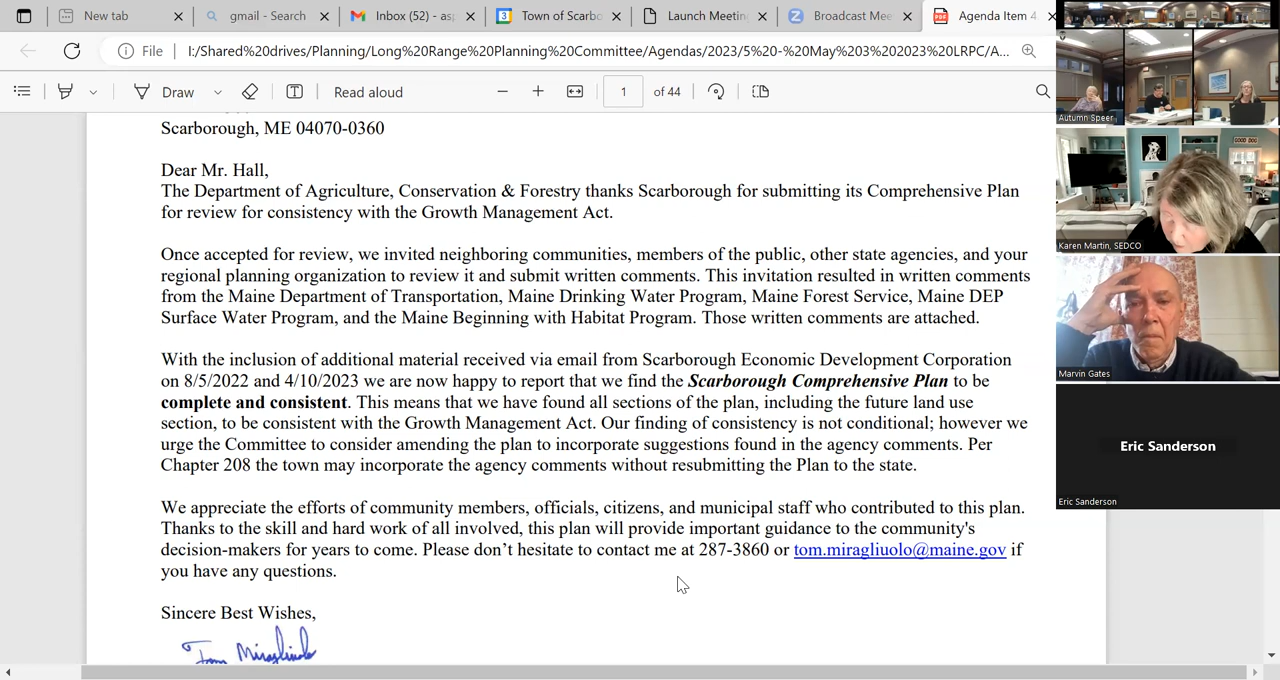 New tab
gmail - Search
Inbox (52) - asp
Town of Scarbo
Launch Meetin
Broadcast Mee
Agenda Item 4
File
I:/Shared%20drives/Planning/Long%20Range%20Planning%20Committee/Agendas/2023/5%20-%20May%203%202023%20LRPC/A...
Draw
Read aloud
1 of 44
Scarborough, ME 04070-0360
Dear Mr. Hall,
The Department of Agriculture, Conservation & Forestry thanks Scarborough for submitting its Comprehensive Plan
for review for consistency with the Growth Management Act.
Once accepted for review, we invited neighboring communities, members of the public, other state agencies, and your
regional planning organization to review it and submit written comments. This invitation resulted in written comments
from the Maine Department of Transportation, Maine Drinking Water Program, Maine Forest Service, Maine DEP
Surface Water Program, and the Maine Beginning with Habitat Program. Those written comments are attached.
With the inclusion of additional material received via email from Scarborough Economic Development Corporation
on 8/5/2022 and 4/10/2023 we are now happy to report that we find the Scarborough Comprehensive Plan to be
complete and consistent. This means that we have found all sections of the plan, including the future land use
section, to be consistent with the Growth Management Act. Our finding of consistency is not conditional; however we
urge the Committee to consider amending the plan to incorporate suggestions found in the agency comments. Per
Chapter 208 the town may incorporate the agency comments without resubmitting the Plan to the state.
We appreciate the efforts of community members, officials, citizens, and municipal staff who contributed to this plan.
Thanks to the skill and hard work of all involved, this plan will provide important guidance to the community's
decision-makers for years to come. Please don’t hesitate to contact me at 287-3860 or tom.miragliuolo@maine.gov if
you have any questions.
Sincere Best Wishes,
Tom Miragliuolo
Autumn Speer
GOOD DOG
Karen Martin, SEDCO
Marvin Gates
Eric Sanderson
Eric Sanderson